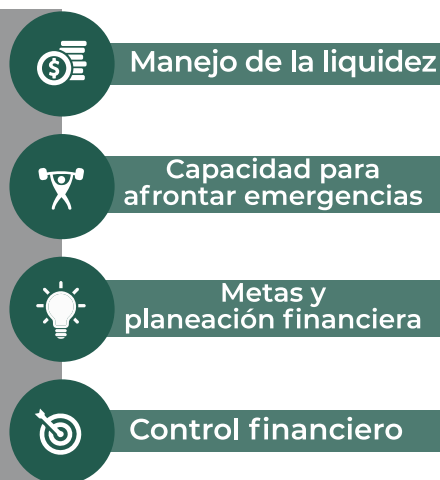 Manejo de la liquidez
Capacidad para
afrontar emergencias
Metas y
planeación financiera
Control financiero